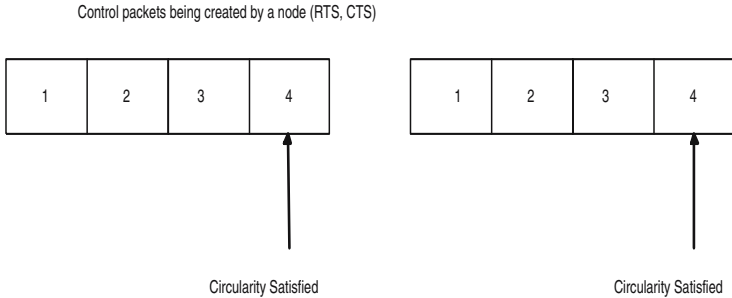 Control packets being created by a node (RTS, CTS)
1 2 3 4 1 2 3 4
Circularity Satisfied Circularity Satisfied